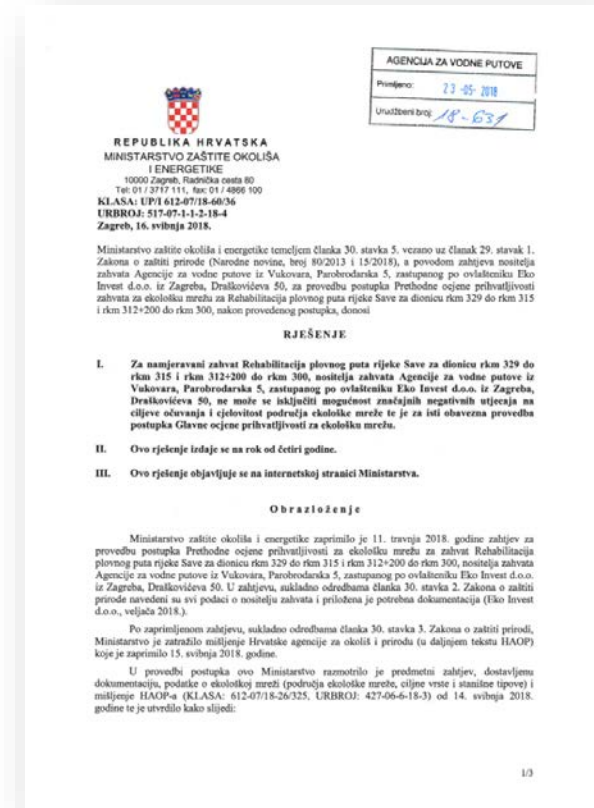 AGENCIJA ZA VODNE PUTOVE
Primljeno: 23 -05- 2018
Urudžbeni broj: 18-631
REPUBLIKA HRVATSKA
MINISTARSTVO ZAŠTITE OKOLIŠA
I ENERGETIKE
10000 Zagreb, Radnička cesta 80
Tel: 01 / 3717 111, fax: 01 / 4866 100
KLASA: UP/I 612-07/18-60/36
URBROJ: 517-07-1-1-2-18-4
Zagreb, 16. svibnja 2018.
Ministarstvo zaštite okoliša i energetike temeljem članka 30. stavka 5. vezano uz članak 29. stavak 1.
Zakona o zaštiti prirode (Narodne novine, broj 80/2013 i 15/2018), a povodom zahtjeva nositelja
zahvata Agencije za vodne putove iz Vukovara, Parobrodarska 5, zastupanog po ovlašteniku Eko
Invest d.o.o. iz Zagreba, Draškovićeva 50, za provedbu postupka Prethodne ocjene prihvatljivosti
zahvata za ekološku mrežu za Rehabilitacija plovnog puta rijeke Save za dionicu rkm 329 do rkm 315
i rkm 312+200 do rkm 300, nakon provedenog postupka, donosi
RJEŠENJE
I. Za namjeravani zahvat Rehabilitacija plovnog puta rijeke Save za dionicu rkm 329 do
rkm 315 i rkm 312+200 do rkm 300, nositelja zahvata Agencije za vodne putove iz
Vukovara, Parobrodarska 5, zastupanog po ovlašteniku Eko Invest d.o.o. iz Zagreba,
Draškovićeva 50, ne može se isključiti mogućnost značajnih negativnih utjecaja na
ciljeve očuvanja i cjelovitost područja ekološke mreže te je za isti obavezna provedba
postupka Glavne ocjene prihvatljivosti za ekološku mrežu.
II. Ovo rješenje izdaje se na rok od četiri godine.
III. Ovo rješenje objavljuje se na internetskoj stranici Ministarstva.
Obrazloženje
Ministarstvo zaštite okoliša i energetike zaprimilo je 11. travnja 2018. godine zahtjev za
provedbu postupka Prethodne ocjene prihvatljivosti za ekološku mrežu za zahvat Rehabilitacija
plovnog puta rijeke Save za dionicu rkm 329 do rkm 315 i rkm 312+200 do rkm 300, nositelja zahvata
Agencije za vodne putove iz Vukovara, Parobrodarska 5, zastupanog po ovlašteniku Eko Invest d.o.o.
iz Zagreba, Draškovićeva 50. U zahtjevu, sukladno odredbama članka 30. stavka 2. Zakona o zaštiti
prirode navedeni su svi podaci o nositelju zahvata i priložena je potrebna dokumentacija (Eko Invest
d.o.o., veljača 2018.).
Po zaprimljenom zahtjevu, sukladno odredbama članka 30. stavka 3. Zakona o zaštiti prirodi,
Ministarstvo je zatražilo mišljenje Hrvatske agencije za okoliš i prirodu (u daljnjem tekstu HAOP)
koje je zaprimilo 15. svibnja 2018. godine.
U provedbi postupka ovo Ministarstvo razmotrilo je predmetni zahtjev, dostavljenu
dokumentaciju, podatke o ekološkoj mreži (područja ekološke mreže, ciljne vrste i stanišne tipove) i
mišljenje HAOP-a (KLASA: 612-07/18-26/325, URBROJ: 427-06-6-18-3) od 14. svibnja 2018.
godine te je utvrdilo kako slijedi:
1/3